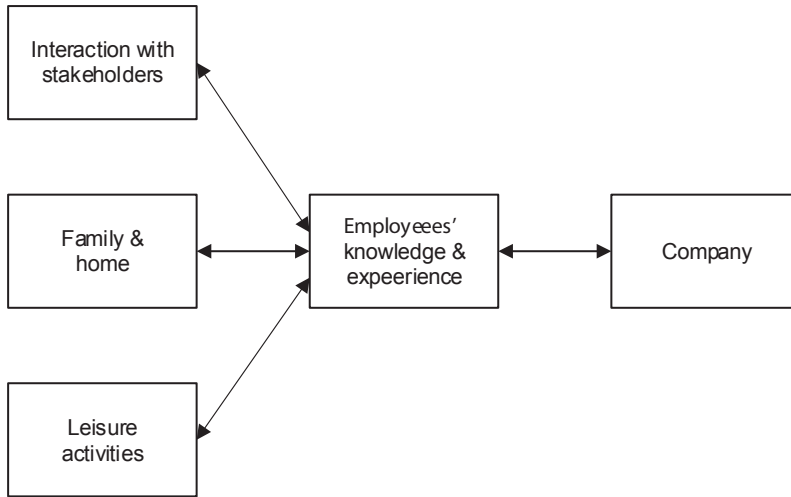 Interaction with
stakeholders
Family &
home
Employeees’
knowledge &
expeerience
Company
Leisure
activities